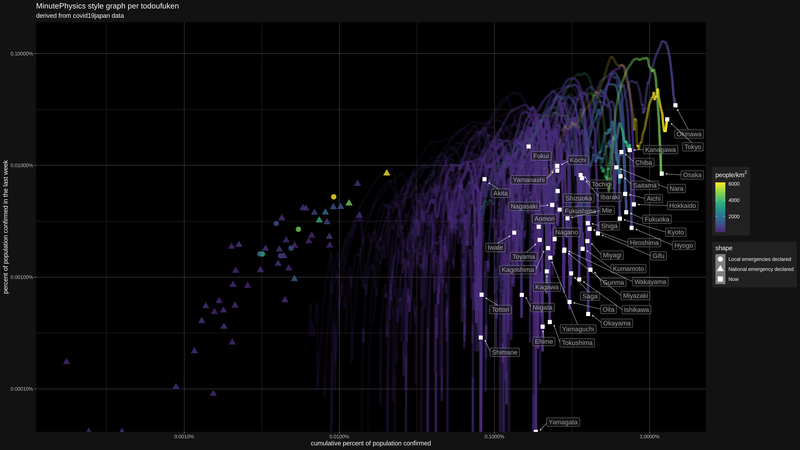 MinutePhysics style graph per todoufuken
derived from covid19japan data
percent of population confirmed in the last week
0.10000%
0.01000%
0.00100%
0.00010%
Okinawa
Tokyo
Kanagawa
Fukui
Kochi
Chiba
Osaka
Yamanashi
Tochigi
Saitama
Nara
Akita
Shizuoka
Ibaraki
Aichi
Nagasaki
Fukushima
Mie
Hokkaido
Aomori
Shiga
Fukuoka
Nagano
Kyoto
Iwate
Hiroshima
Hyogo
Toyama
Miyagi
Gifu
Kagoshima
Kumamoto
Kagawa
Gunma
Wakayama
Saga
Miyazaki
Tottori
Niigata
Oita
Ishikawa
Okayama
Yamaguchi
Ehime
Tokushima
Shimane
Yamagata
0.0010%
0.0100%
0.1000%
1.0000%
cumulative percent of population confirmed
people/km²
6000
4000
2000
shape
Local emergencies declared
National emergency declared
Now